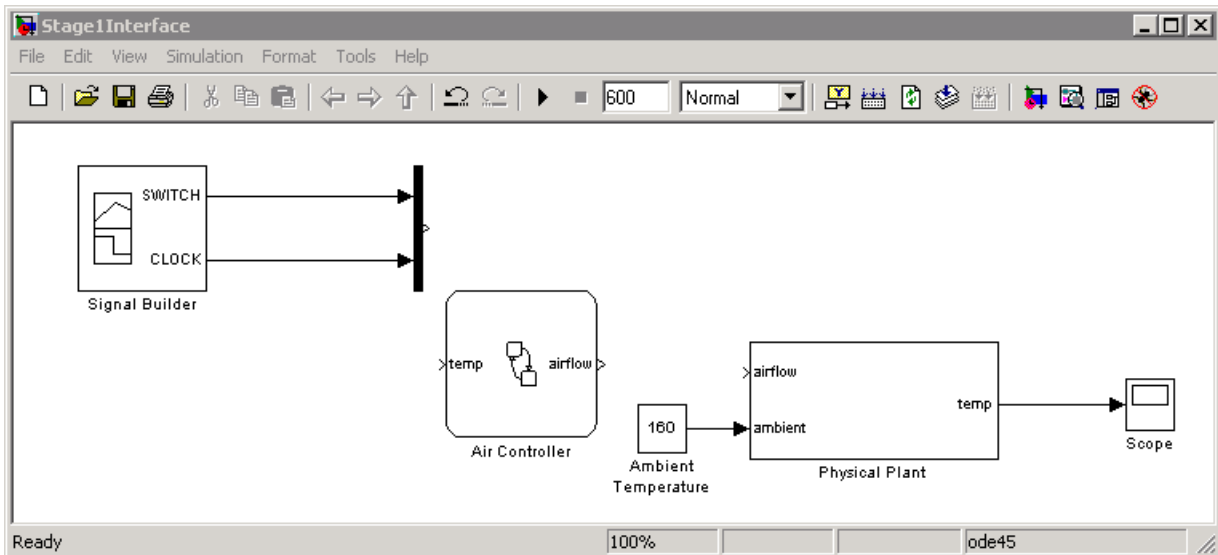 Stage1Interface
File Edit View Simulation Format Tools Help
600 Normal
SWITCH
CLOCK
Signal Builder
temp airflow
Air Controller
160
Ambient
Temperature
airflow
ambient
temp
Physical Plant
Scope
Ready 100% ode45